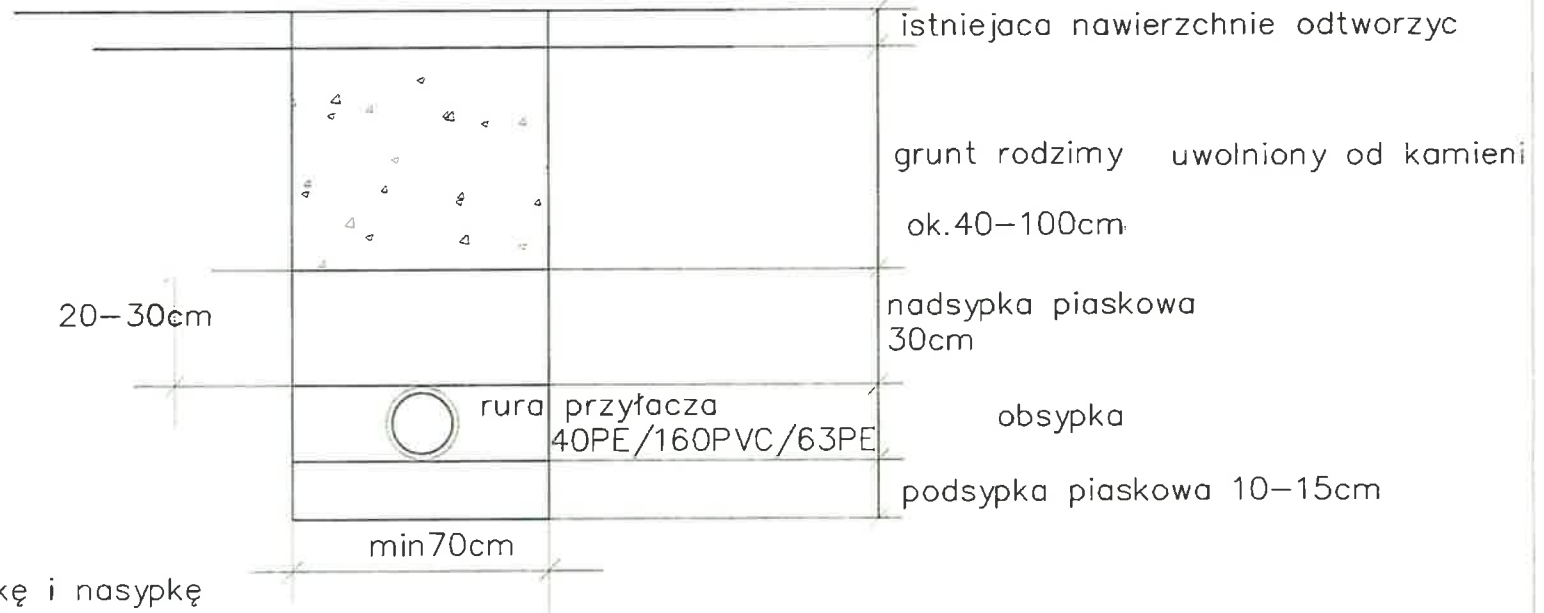 istniejaca nawierzchnie odtworzyc
grunt rodzimy uwolniony od kamieni
ok.40-100cm
20-30cm
nadsypka piaskowa
30cm
rura przyłacza
40PE/160PVC/63PE
obsypka
podsypka piaskowa 10-15cm
min70cm
kę i nasypkę